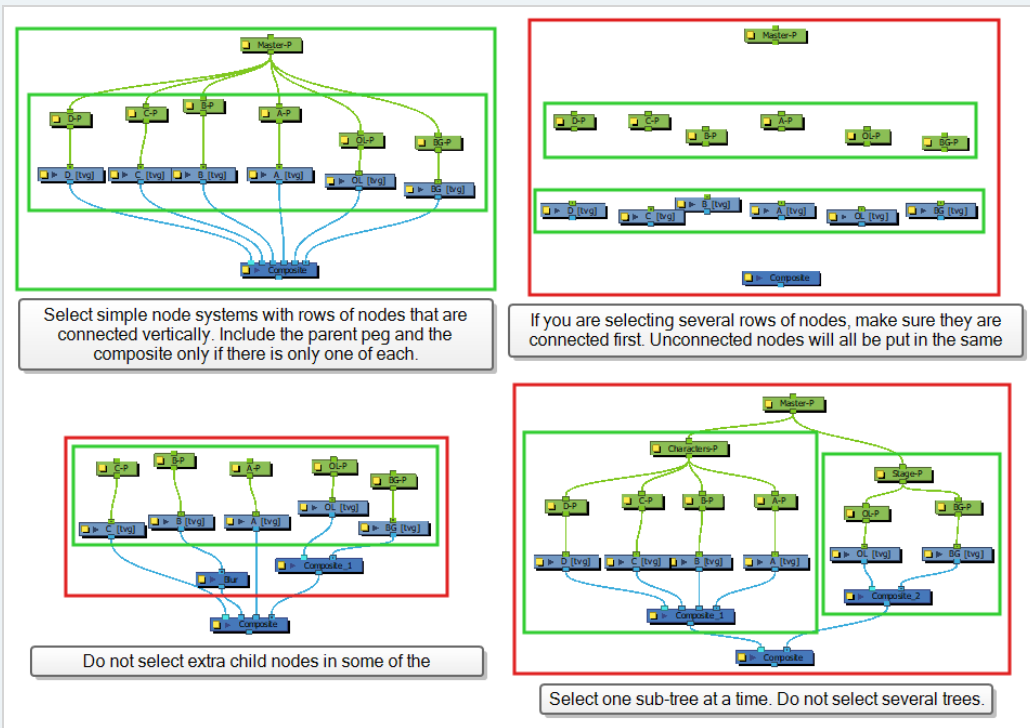 Master-P
D-P
C-P
B-P
A-P
OL-P
BG-P
D [tvg]
C [tvg]
B [tvg]
A [tvg]
OL [tvg]
BG [tvg]
Composite
Select simple node systems with rows of nodes that are
connected vertically. Include the parent peg and the
composite only if there is only one of each.
Master-P
D-P
C-P
B-P
A-P
OL-P
BG-P
D [tvg]
C [tvg]
B [tvg]
A [tvg]
OL [tvg]
BG [tvg]
Composite
If you are selecting several rows of nodes, make sure they are
connected first. Unconnected nodes will all be put in the same
C-P
B-P
A-P
OL-P
BG-P
C [tvg]
B [tvg]
A [tvg]
OL [tvg]
BG [tvg]
Blur
Composite_1
Composite
Do not select extra child nodes in some of the
Master-P
Characters-P
Stage-P
D-P
C-P
B-P
A-P
OL-P
BG-P
D [tvg]
C [tvg]
B [tvg]
A [tvg]
OL [tvg]
BG [tvg]
Composite_1
Composite_2
Composite
Select one sub-tree at a time. Do not select several trees.